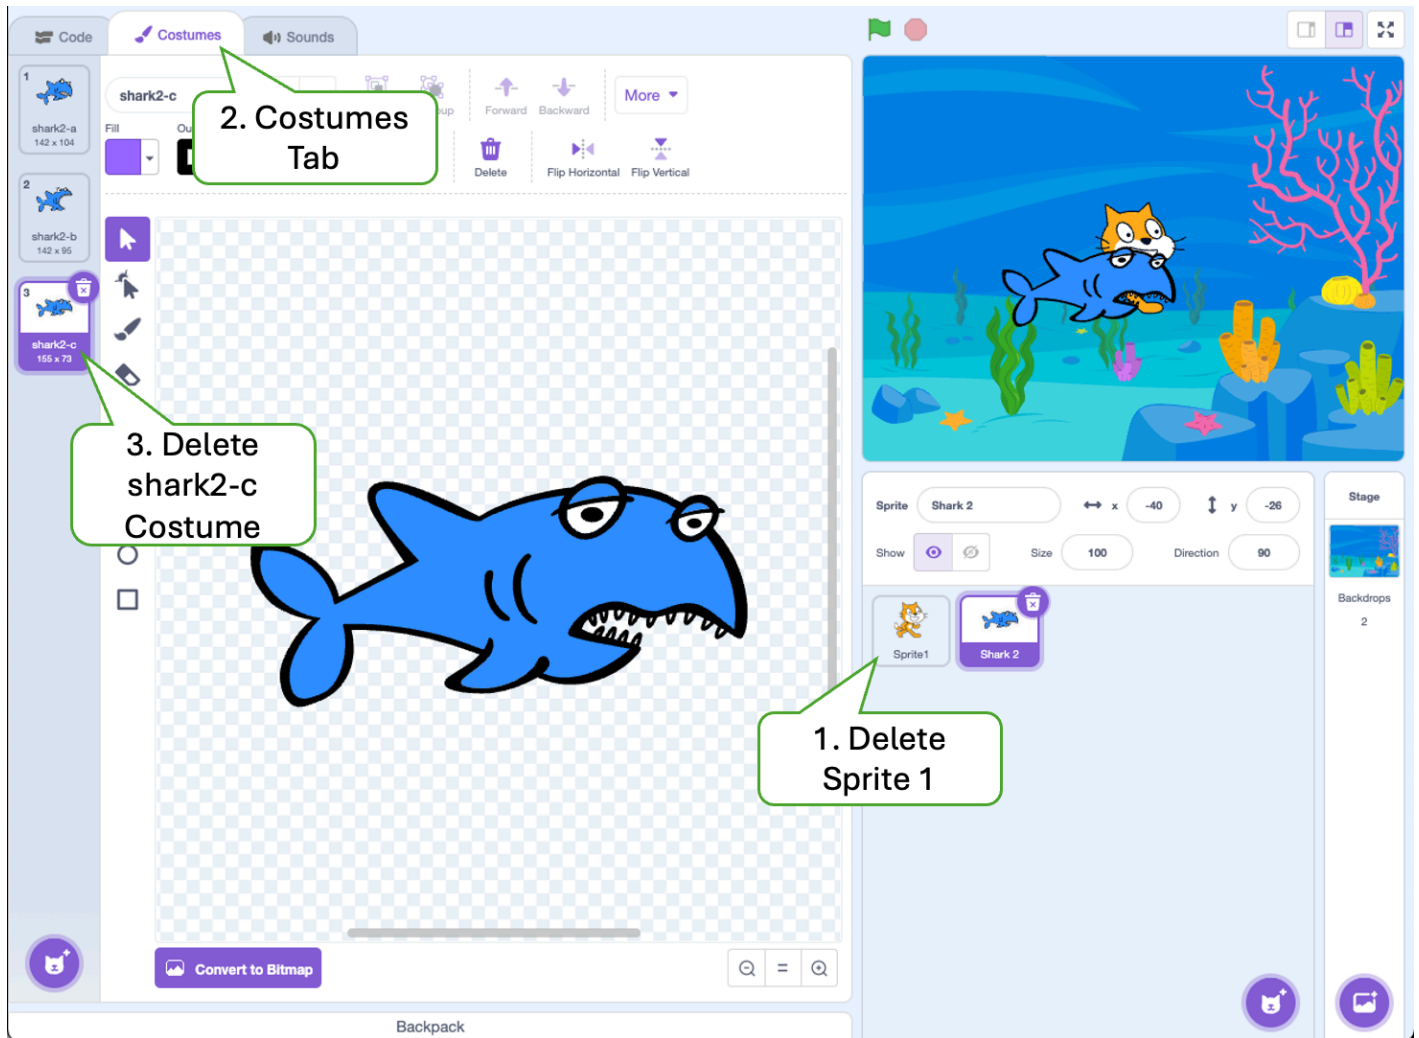 Code
Costumes
Sounds
1
shark2-a
142 x 104
2
shark2-b
142 x 95
3
shark2-c
155 x 73
shark2-c
Forward
Backward
More
Fill
Delete
Flip Horizontal
Flip Vertical
2. Costumes
Tab
3. Delete
shark2-c
Costume
Convert to Bitmap
Backpack
Sprite
Shark 2
x
-40
y
-26
Show
Size
100
Direction
90
Sprite1
Shark 2
1. Delete
Sprite 1
Stage
Backdrops
2